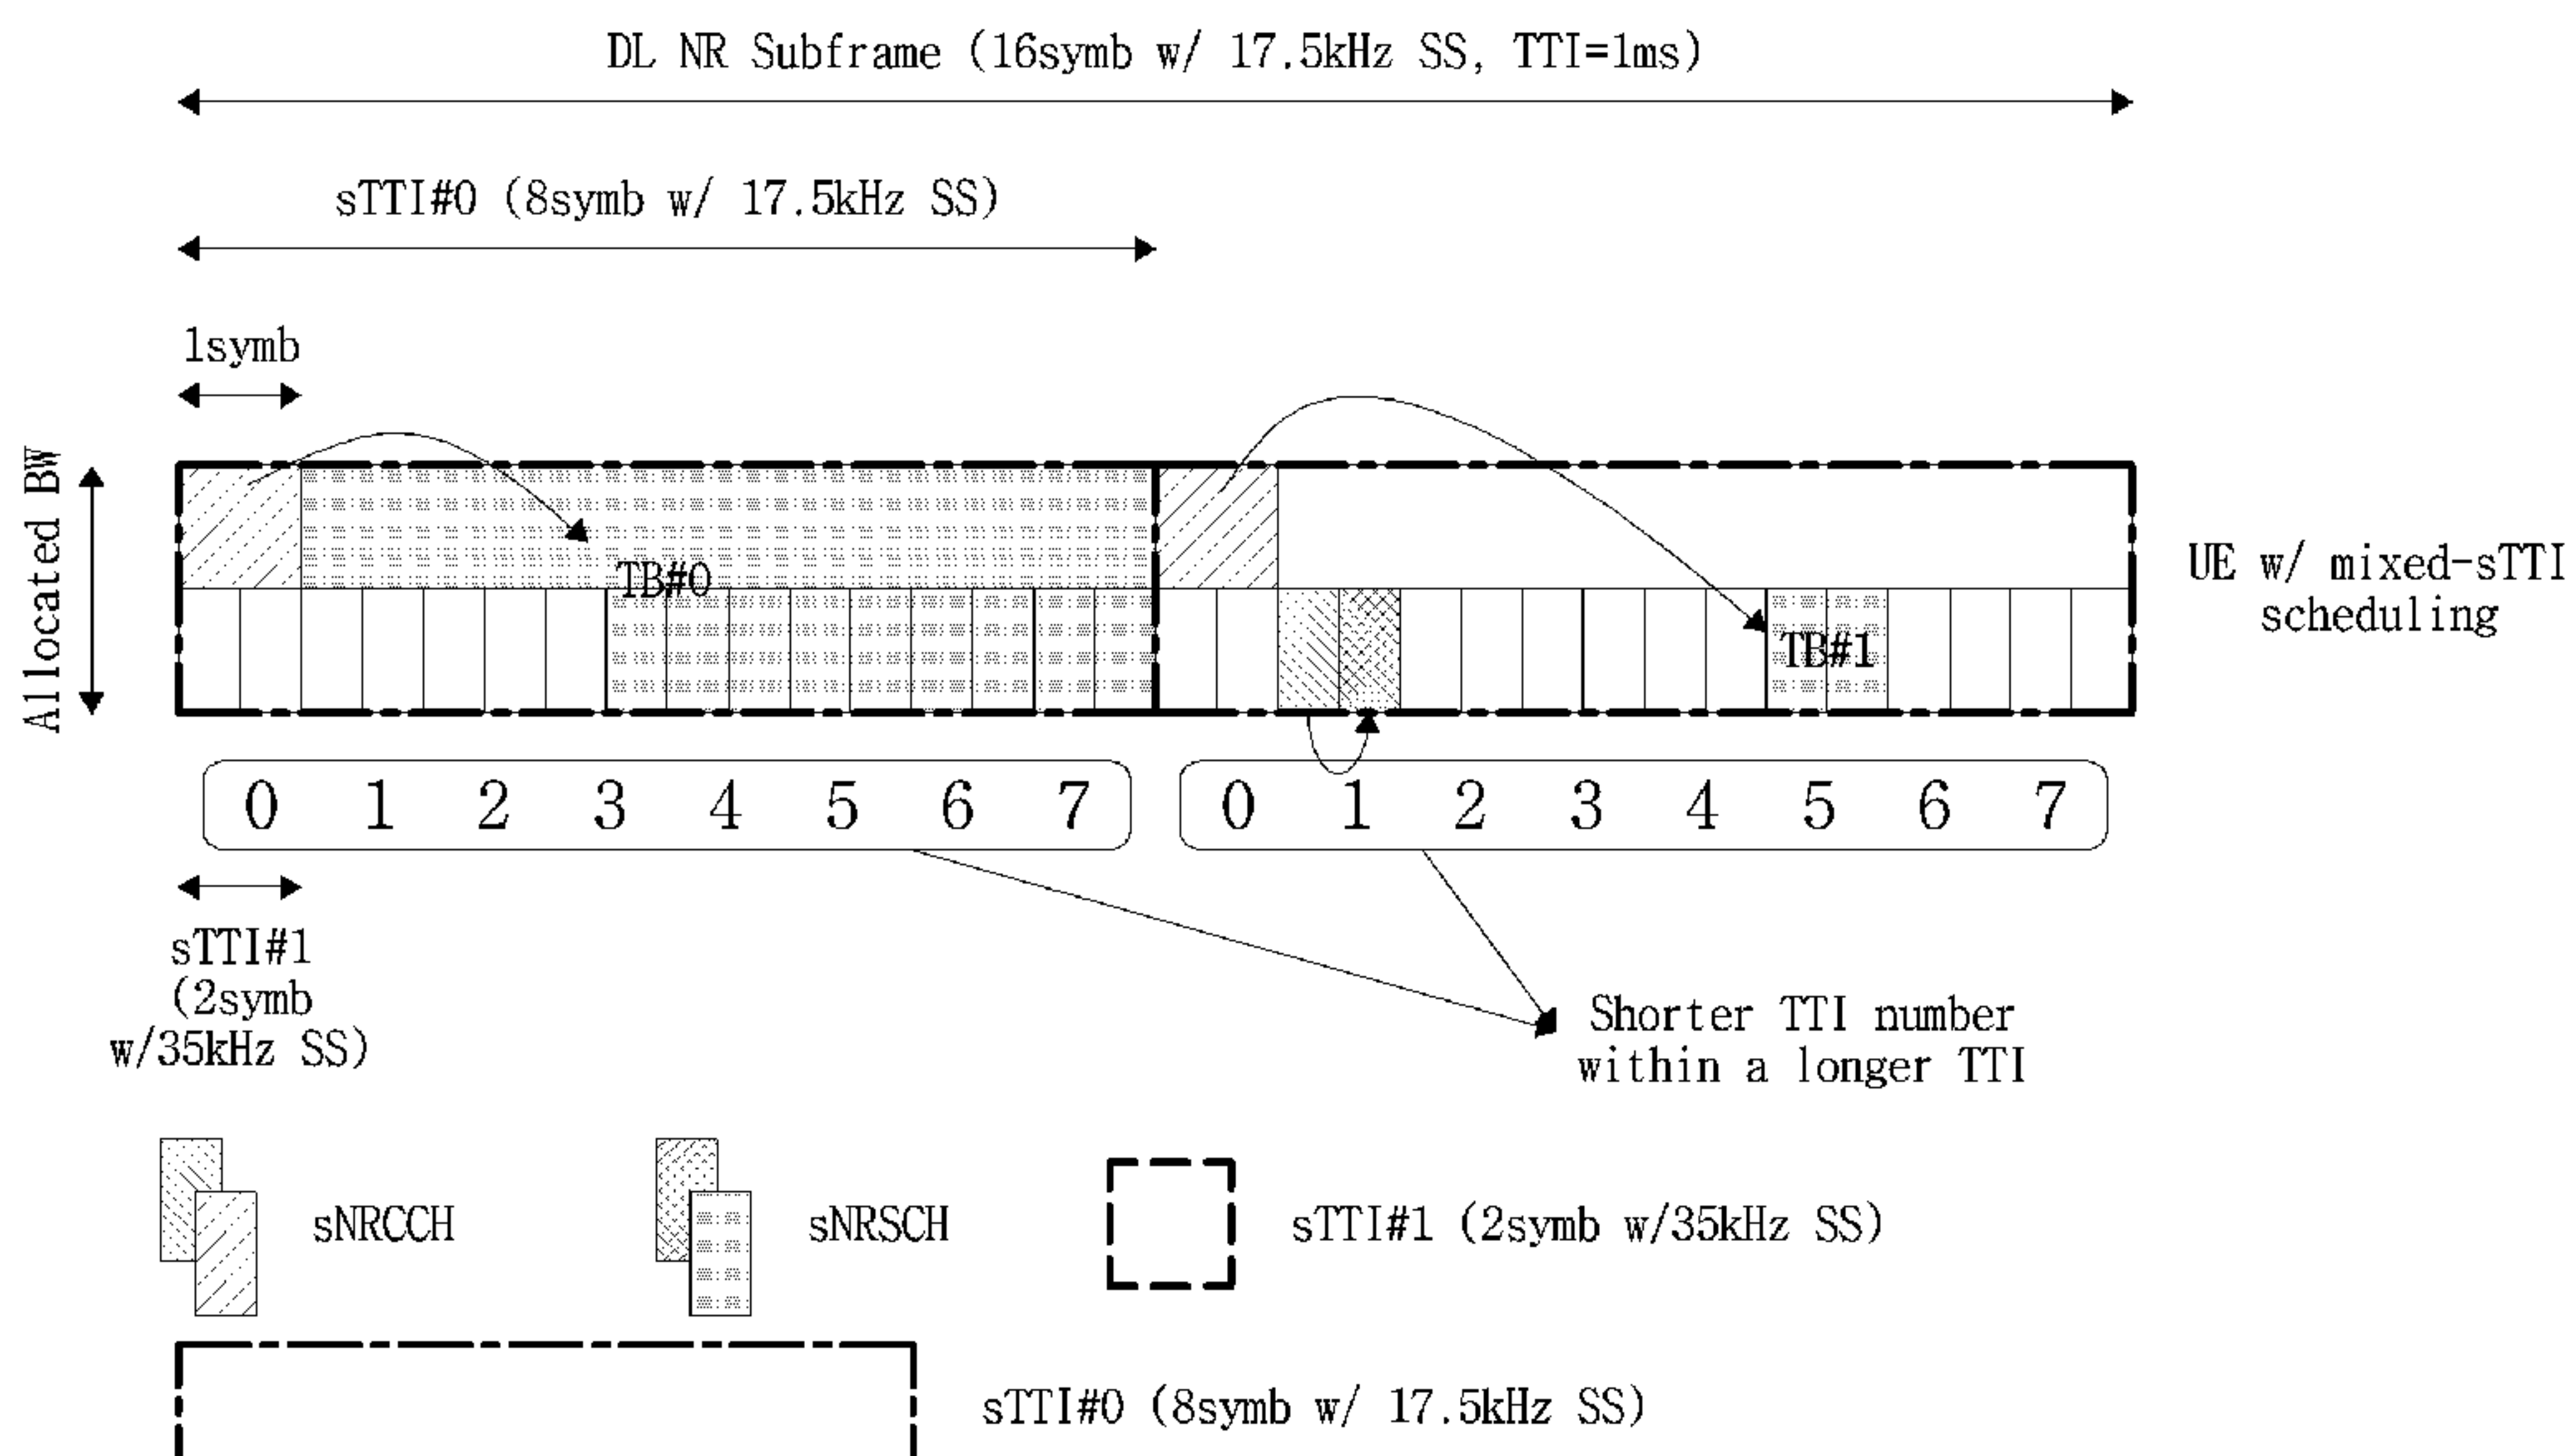 DL NR Subframe (16symb w/ 17.5kHz SS, TTI=1ms)
sTTI#0 (8symb w/ 17.5kHz SS)
1symb
Allocated BW
TB#0
TB#1
UE w/ mixed-sTTI
scheduling
0 1 2 3 4 5 6 7
0 1 2 3 4 5 6 7
sTTI#1
(2symb
w/35kHz SS)
Shorter TTI number
within a longer TTI
sNRCCH
sNRSCH
sTTI#1 (2symb w/35kHz SS)
sTTI#0 (8symb w/ 17.5kHz SS)